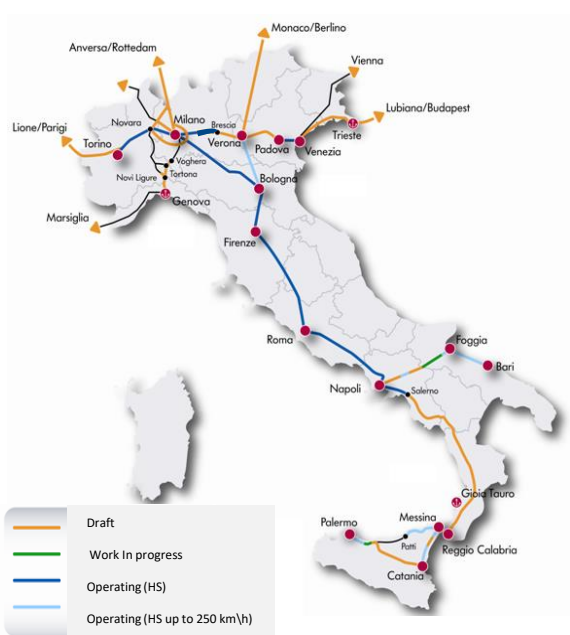 Monaco/Berlino
Anversa/Rottedam
Vienna
Lubiana/Budapest
Novara
Milano
Brescia
Trieste
Lione/Parigi
Torino
Verona
Padova
Venezia
Voghero
Novi Ligure
Tortona
Bologna
Genova
Marsiglia
Firenze
Roma
Foggia
Bari
Napoli
Salerno
Gioia Tauro
Palermo
Messina
Patti
Reggio Calabria
Catania
Draft
Work In progress
Operating (HS)
Operating (HS up to 250 km\h)